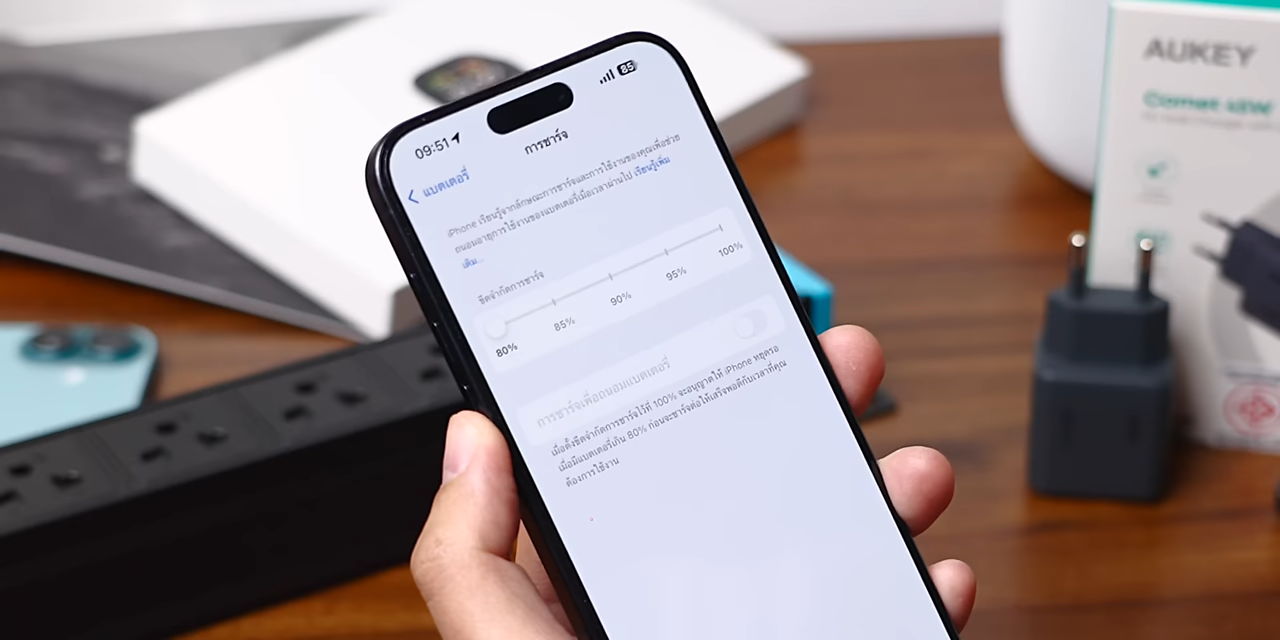 09:51
85
การชาร์จ
แบตเตอรี่
iPhone เรียนรู้จากลักษณะการชาร์จและการใช้งานของคุณเพื่อช่วย
ถนอมอายุการใช้งานของแบตเตอรี่เมื่อเวลาผ่านไป เรียนรู้เพิ่ม
เติม...
ขีดจำกัดการชาร์จ
80%
85%
90%
95%
100%
การชาร์จเพื่อถนอมแบตเตอรี่
เมื่อตั้งขีดจำกัดการชาร์จไว้ที่ 100% จะอนุญาตให้ iPhone หยุดรอ
เมื่อมีแบตเตอรี่เกิน 80% ก่อนจะชาร์จต่อให้เสร็จพอดีกับเวลาที่คุณ
ต้องการใช้งาน
AUKEY
Comet 45W